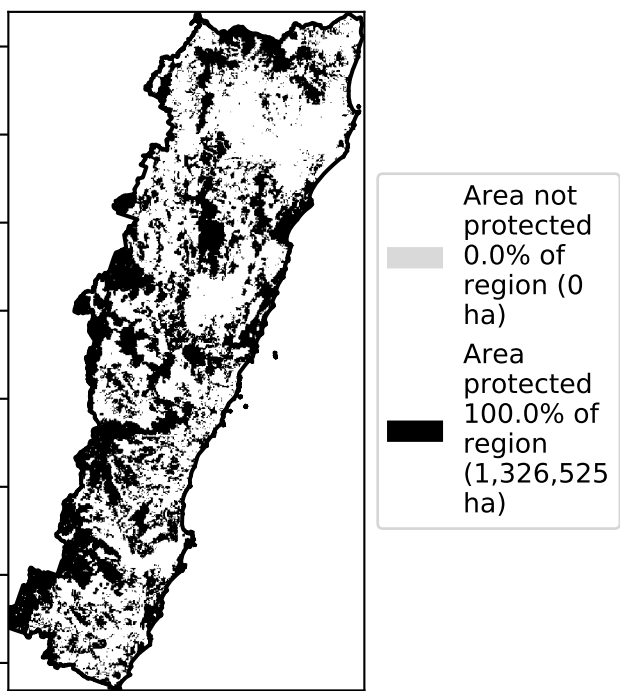 Area not
protected
0.0% of
region (0
ha)
Area
protected
100.0% of
region
(1,326,525
ha)